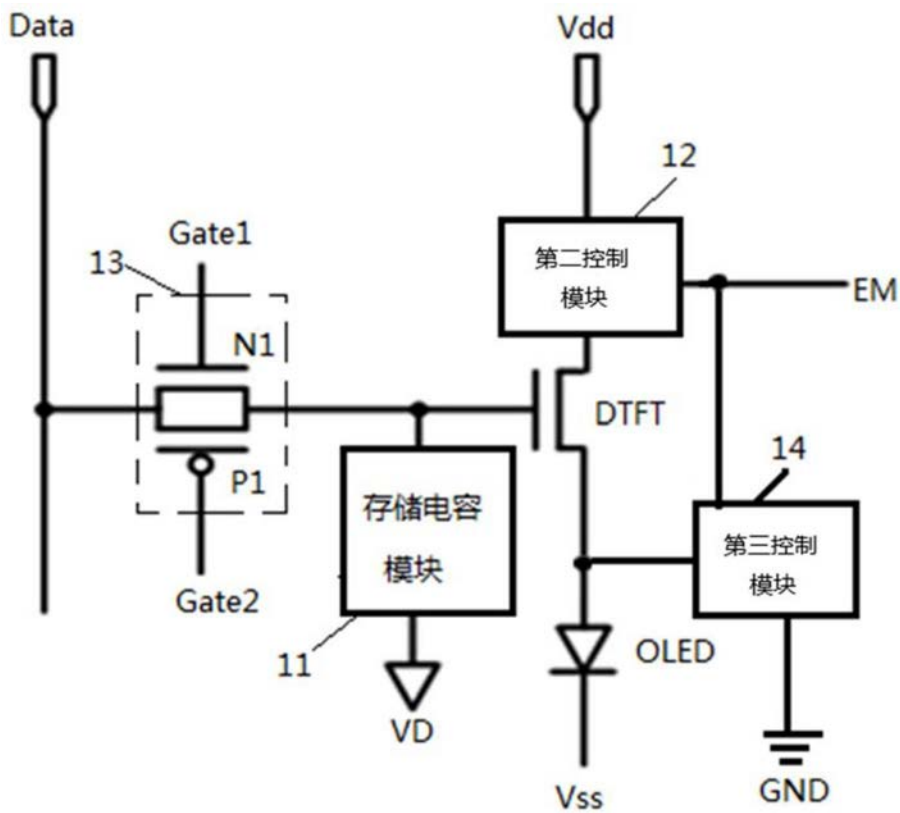 Data
Vdd
12
Gate1
13
第二控制
模块
EM
N1
DTFT
14
P1
存储电容
模块
第三控制
模块
Gate2
11
OLED
VD
Vss
GND